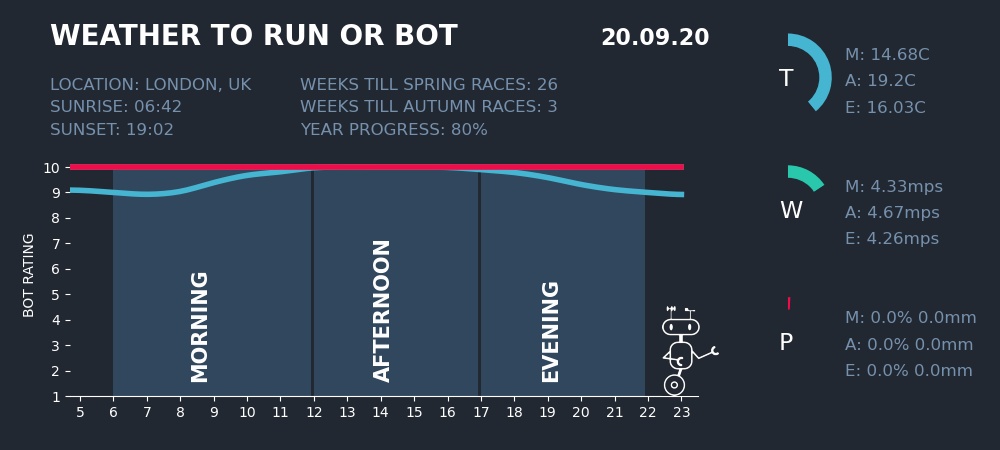 WEATHER TO RUN OR BOT
20.09.20
LOCATION: LONDON, UK
SUNRISE: 06:42
SUNSET: 19:02
WEEKS TILL SPRING RACES: 26
WEEKS TILL AUTUMN RACES: 3
YEAR PROGRESS: 80%
T
M: 14.68C
A: 19.2C
E: 16.03C
W
M: 4.33mps
A: 4.67mps
E: 4.26mps
P
M: 0.0% 0.0mm
A: 0.0% 0.0mm
E: 0.0% 0.0mm
BOT RATING
10
9
8
7
6
5
4
3
2
1
MORNING
AFTERNOON
EVENING
5 6 7 8 9 10 11 12 13 14 15 16 17 18 19 20 21 22 23